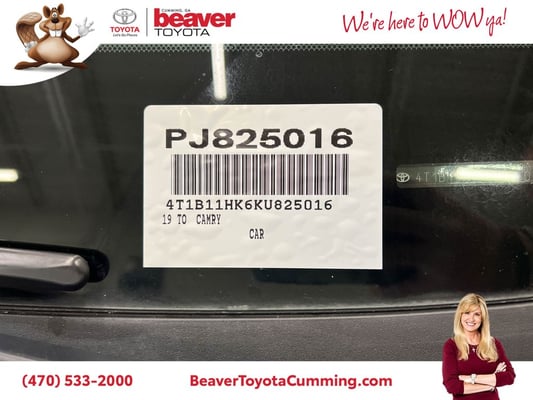 CUMMING, GA
TOYOTA
Let's Go Places
beaver
TOYOTA
We're here to WOW ya!
PJ825016
4T1B11HK6KU825016
19 TO CAMRY
CAR
4T1B
(470) 533-2000
BeaverToyotaCumming.com